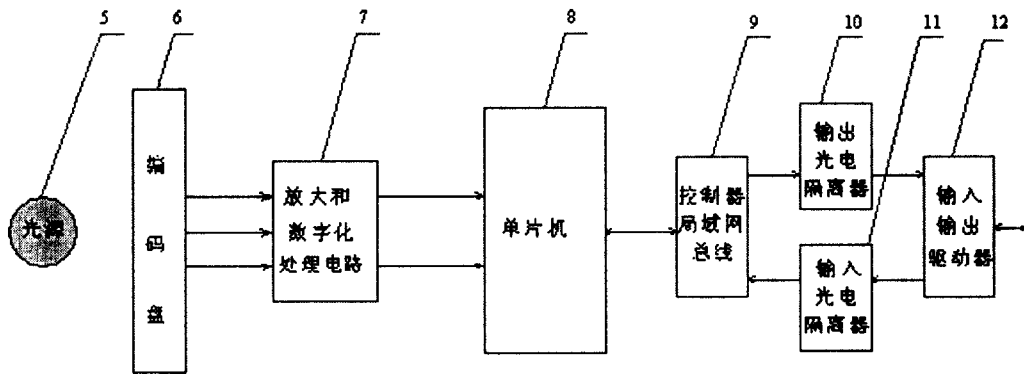 5
6
7
8
9
10
11
12
光源
编
码
盘
放大和
数字化
处理电路
单片机
控制器
局域网
总线
输出
光电
隔离器
输入
光电
隔离器
输入
输出
驱动器